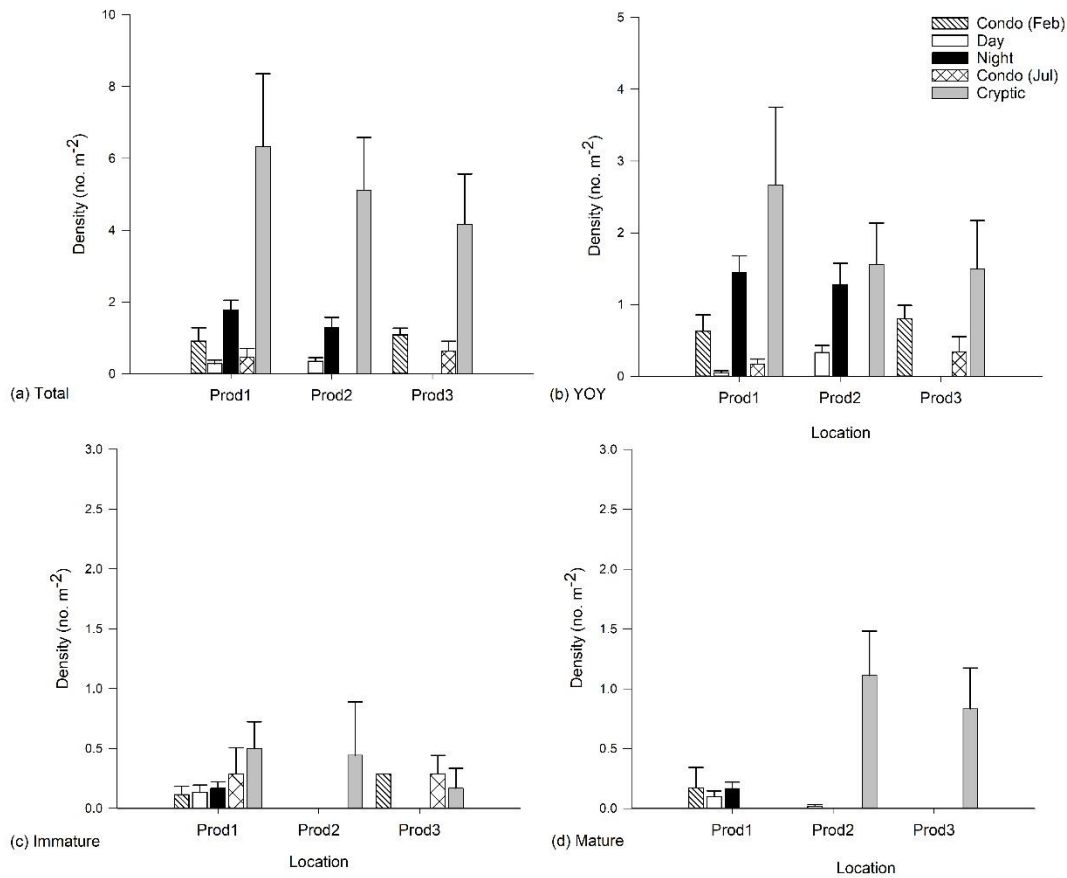 10
8
6
4
2
0
Density (no. m-2)
Prod1 Prod2 Prod3
(a) Total
5
4
3
2
1
0
Density (no. m-2)
Condo (Feb)
Day
Night
Condo (Jul)
Cryptic
Prod1 Prod2 Prod3
(b) YOY
Location
3.0
2.5
2.0
1.5
1.0
0.5
0.0
Density (no. m-2)
Prod1 Prod2 Prod3
(c) Immature
Location
3.0
2.5
2.0
1.5
1.0
0.5
0.0
Density (no. m-2)
Prod1 Prod2 Prod3
(d) Mature
Location